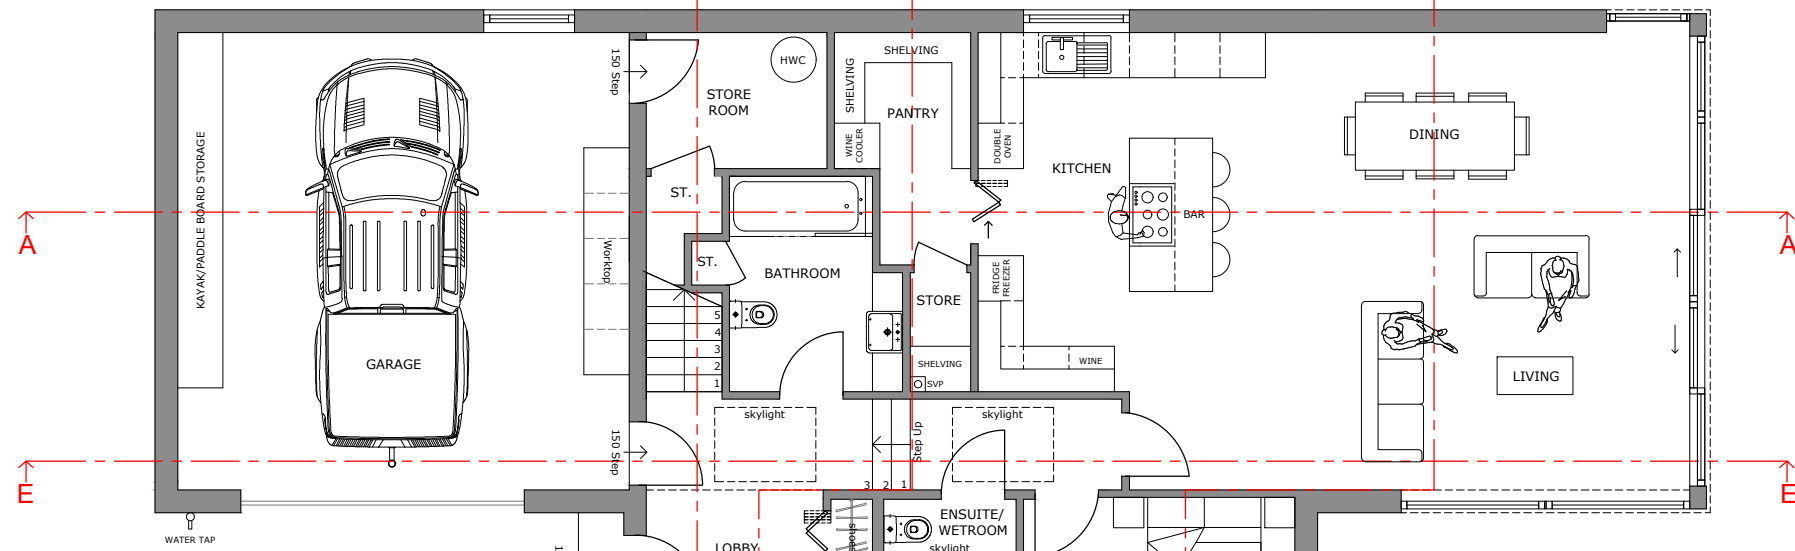 150 Step
HWC
SHELVING
SHELVING
STORE
ROOM
PANTRY
WINE
COOLER
DOUBLE
OVEN
KITCHEN
DINING
KAYAK/PADDLE BOARD STORAGE
ST.
BAR
A
A
Worktop
ST.
BATHROOM
FRIDGE
FREEZER
STORE
5
4
3
2
1
GARAGE
SHELVING
SVP
WINE
LIVING
skylight
skylight
150 Step
Step Up
3
2
1
E
E
WATER TAP
LOBBY
shoes
ENSUITE/
WETROOM
skylight
1